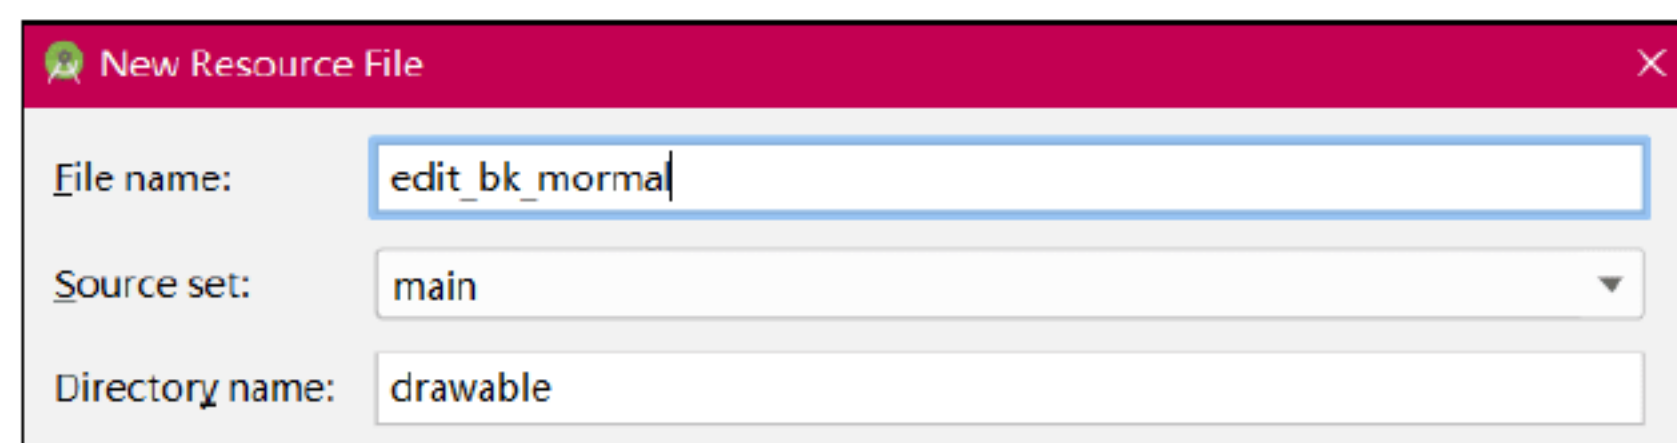 New Resource File
File name: edit_bk_mormal
Source set: main
Directory name: drawable